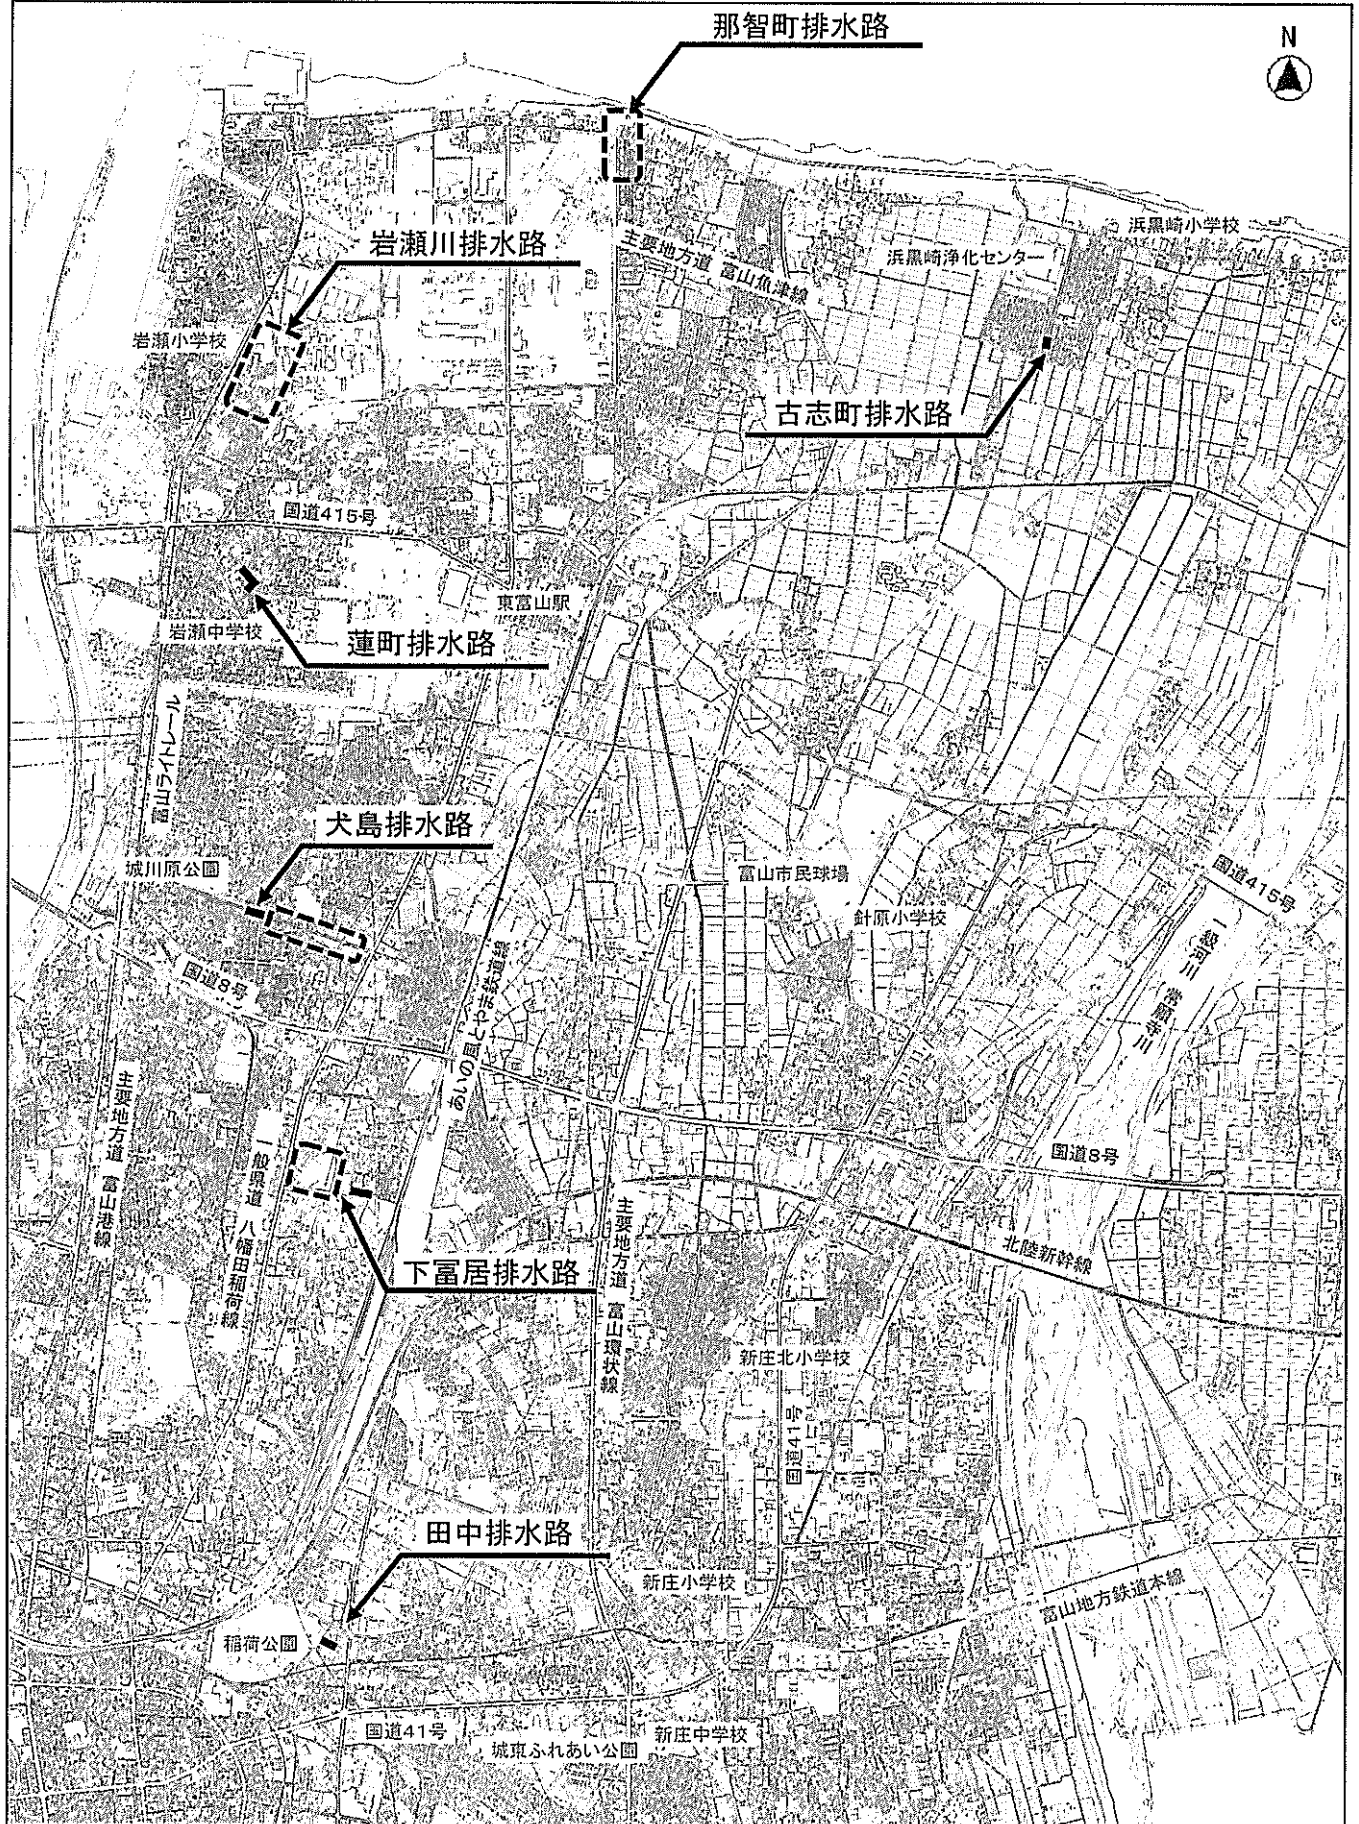 那智町排水路
N
岩瀬川排水路
主要地方道 富山魚津線
浜黒崎小学校
浜黒崎浄化センター
岩瀬小学校
古志町排水路
国道415号
東富山駅
岩瀬中学校
蓮町排水路
富山ライトレール
犬島排水路
城川原公園
富山市民球場
針原小学校
国道415号
一級河川 常願寺川
国道8号
あいの風とやま鉄道線
主要地方道 富山港線
一般県道 八幡田稲荷線
国道8号
下冨居排水路
主要地方道 富山環状線
北陸新幹線
新庄北小学校
国道41号
田中排水路
新庄小学校
富山地方鉄道本線
稲荷公園
国道41号
新庄中学校
城東ふれあい公園